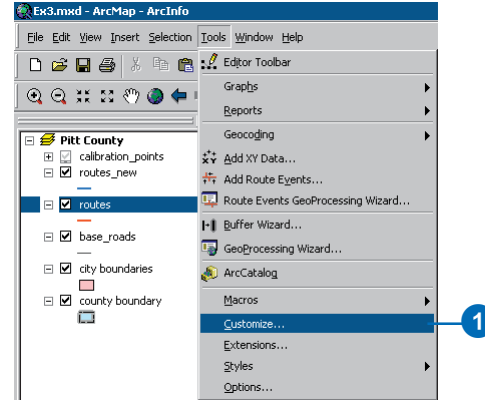 Ex3.mxd - ArcMap - ArcInfo
File Edit View Insert Selection Tools Window Help
Editor Toolbar
Graphs
Reports
Geocoding
Add XY Data...
Add Route Events...
Route Events GeoProcessing Wizard...
Buffer Wizard...
GeoProcessing Wizard...
ArcCatalog
Macros
Customize...
Extensions...
Styles
Options...
Pitt County
calibration_points
routes_new
routes
base_roads
city boundaries
county boundary
1